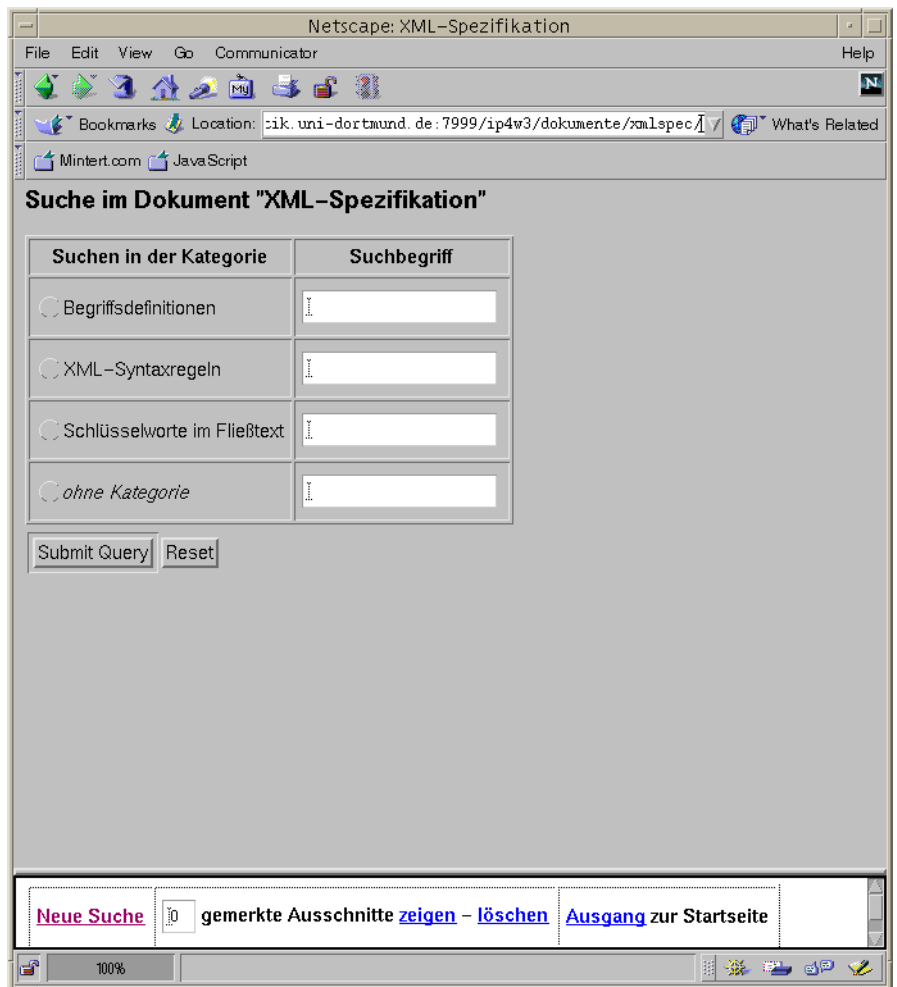 Netscape: XML–Spezifikation
File Edit View Go Communicator Help
My N
Bookmarks Location: ik.uni-dortmund.de:7999/ip4w3/dokumente/xmlspec/ What's Related
Mintert.com JavaScript
Suche im Dokument "XML–Spezifikation"
Suchen in der Kategorie Suchbegriff
Begriffsdefinitionen
XML–Syntaxregeln
Schlüsselworte im Fließtext
ohne Kategorie
Submit Query Reset
Neue Suche 0 gemerkte Ausschnitte zeigen – löschen Ausgang zur Startseite
100%